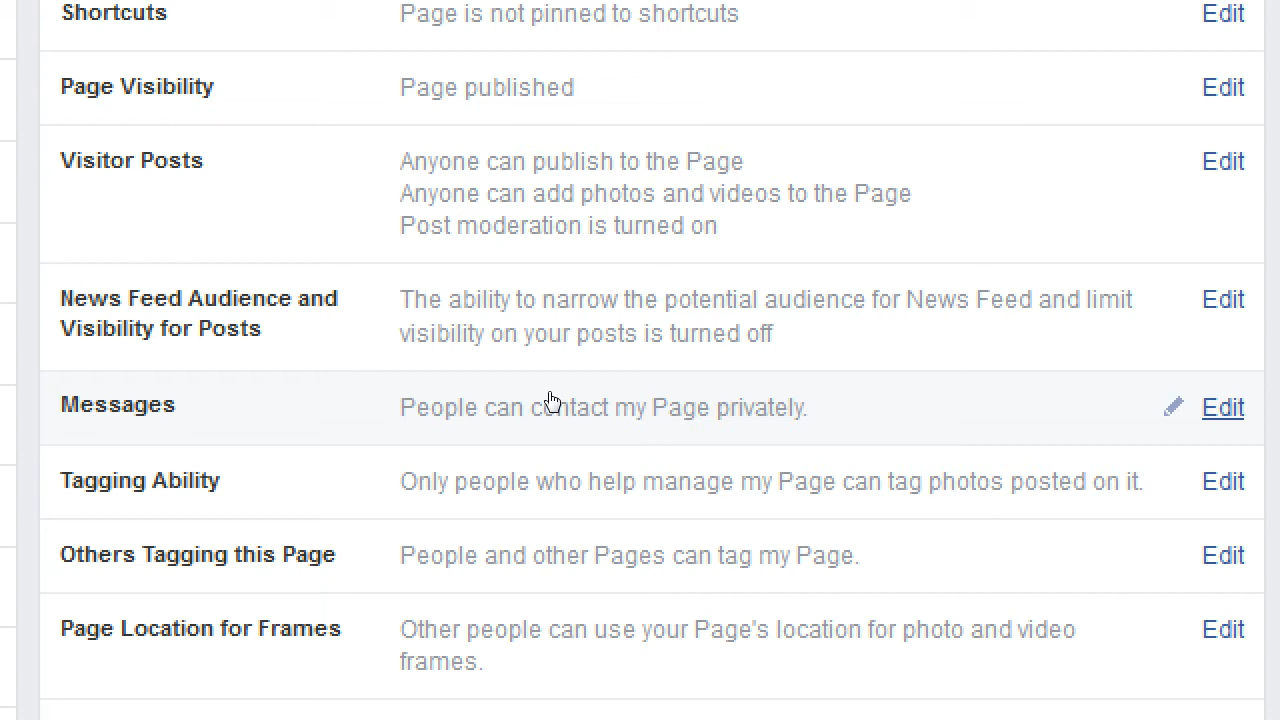 Shortcuts Page is not pinned to shortcuts Edit
Page Visibility Page published Edit
Visitor Posts Anyone can publish to the Page Edit
Anyone can add photos and videos to the Page
Post moderation is turned on
News Feed Audience and The ability to narrow the potential audience for News Feed and limit Edit
Visibility for Posts visibility on your posts is turned off
Messages People can contact my Page privately. Edit
Tagging Ability Only people who help manage my Page can tag photos posted on it. Edit
Others Tagging this Page People and other Pages can tag my Page. Edit
Page Location for Frames Other people can use your Page's location for photo and video Edit
frames.